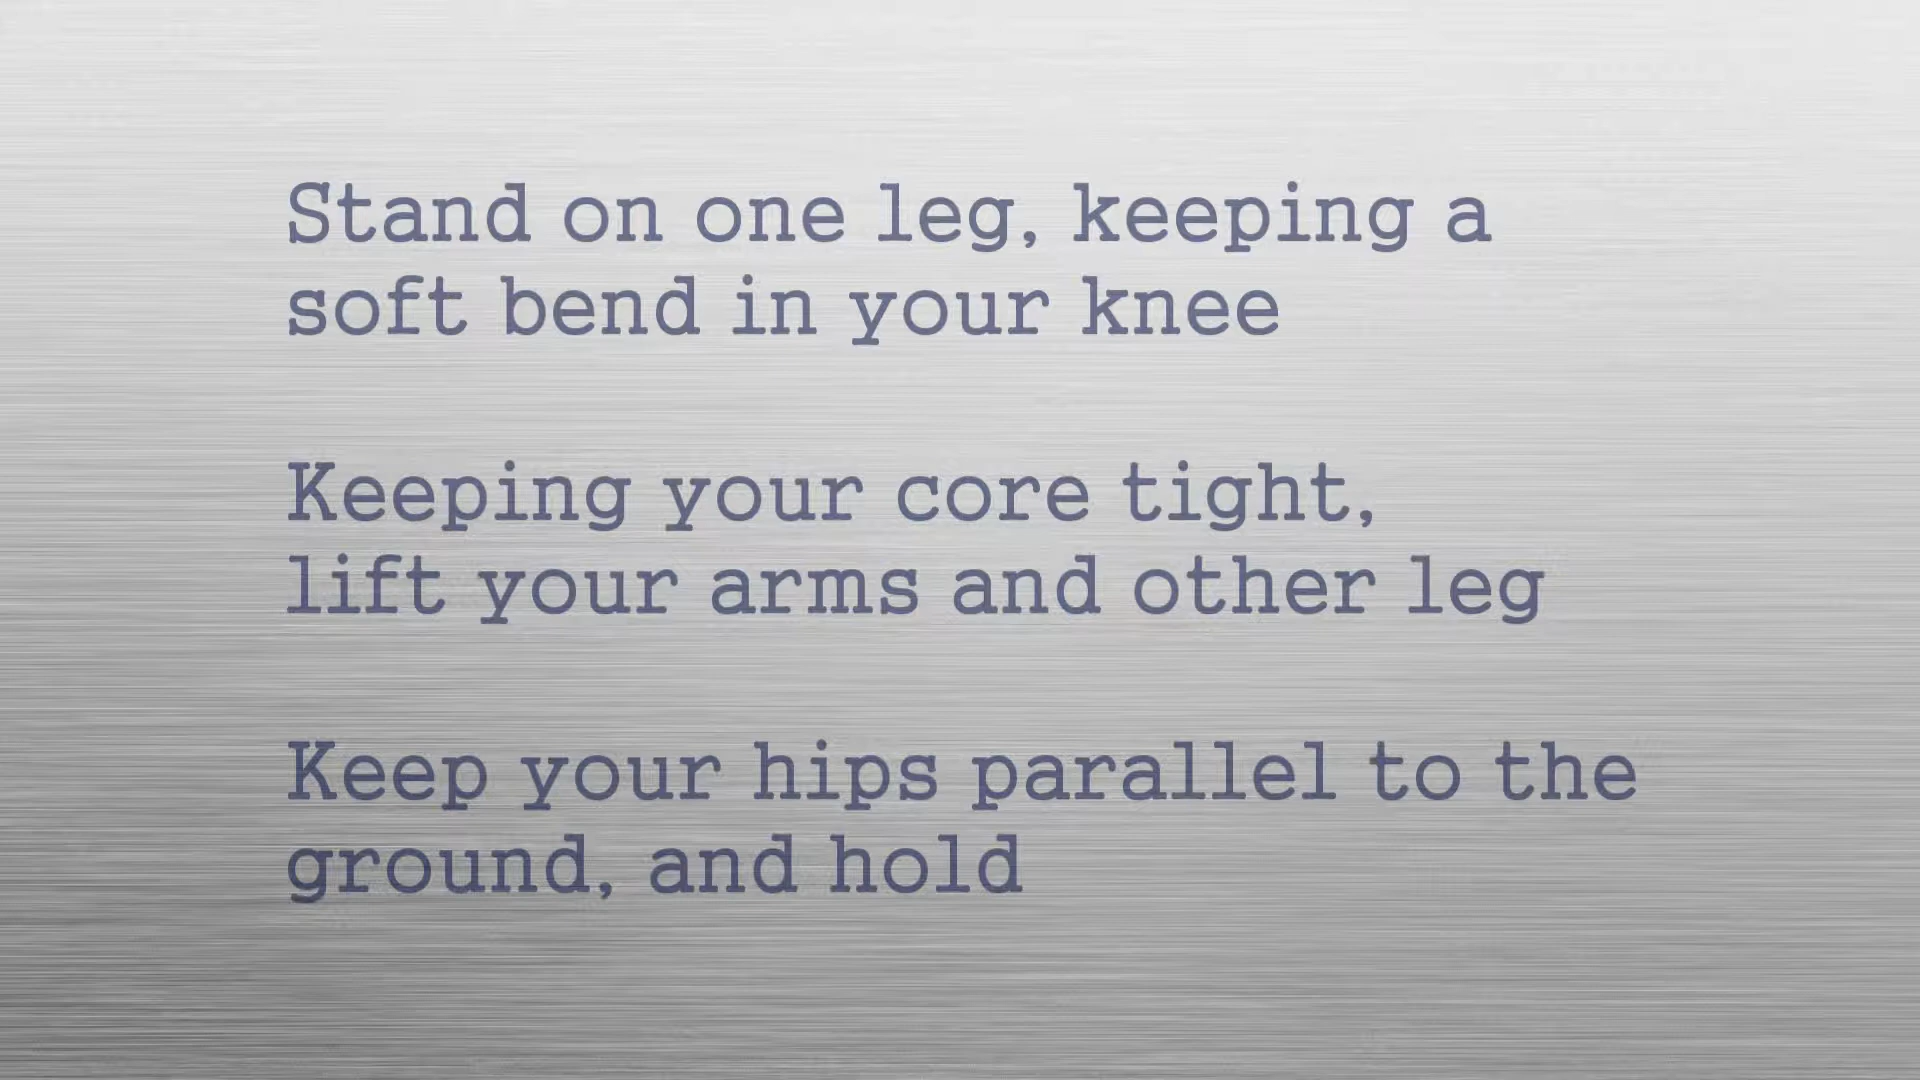 Stand on one leg, keeping a
soft bend in your knee
Keeping your core tight,
lift your arms and other leg
Keep your hips parallel to the
ground, and hold